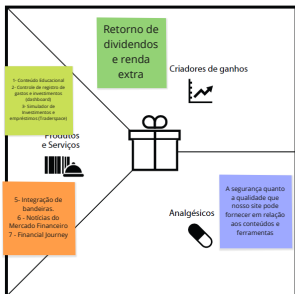 Retorno de
dividendos
e renda
extra
Criadores de ganhos
1- Conteúdo Educacional
2- Controle de registro de
gastos e investimentos
(dashboard)
3- Simulador de
Investimentos e
empréstimos (Traderspace)
Produtos
e Serviços
5- Integração de
bandeiras.
6 - Notícias do
Mercado Financeiro
7 - Financial Journey
Analgésicos
A segurança quanto
a qualidade que
nosso site pode
fornecer em relação
aos conteúdos e
ferramentas